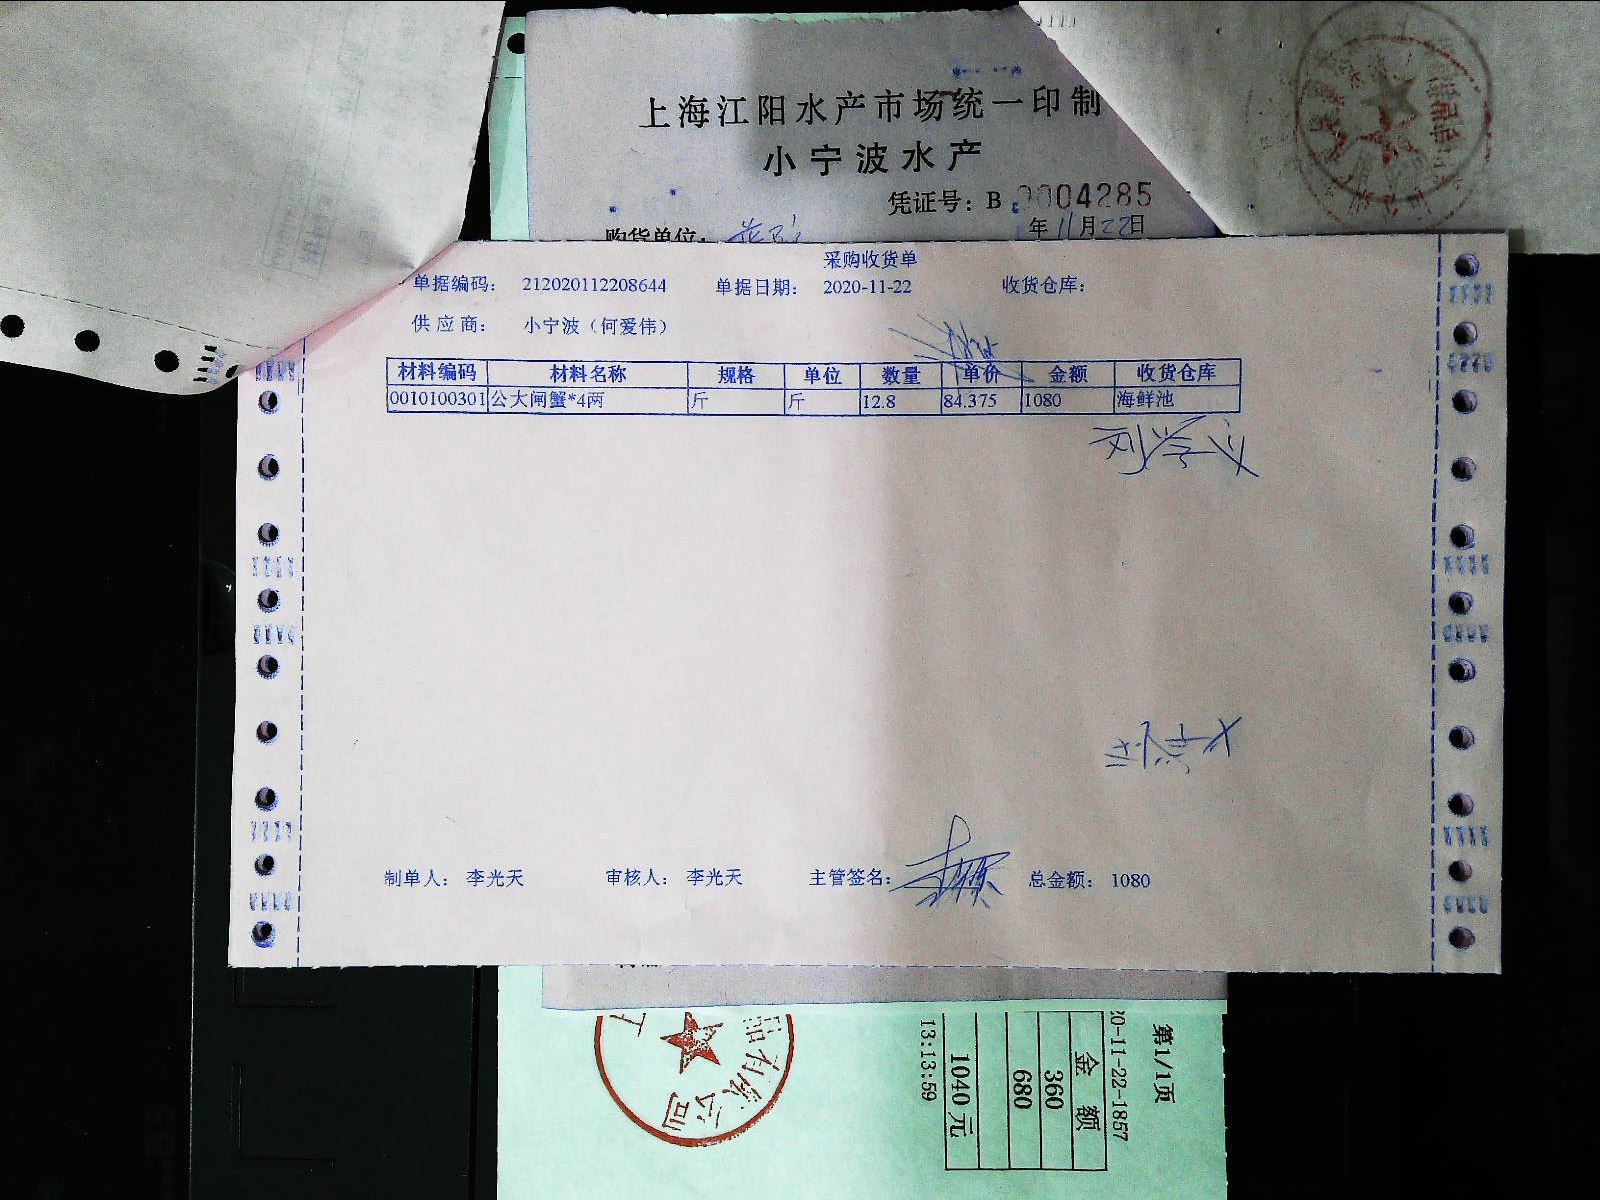 上海江阳水产市场统一印制
小宁波水产
凭证号：B 0004285
购货单位：
年11月22日
采购收货单
单据编码： 212020112208644 单据日期： 2020-11-22 收货仓库：
供应商： 小宁波（何爱伟）
材料编码 材料名称 规格 单位 数量 单价 金额 收货仓库
0010100301 公大闸蟹*4两 斤 斤 12.8 84.375 1080 海鲜池
制单人： 李光天 审核人： 李光天 主管签名： 总金额： 1080
第1/1页
20-11-22-1857
金额
360
680
1040元
13:13:59
有限公司